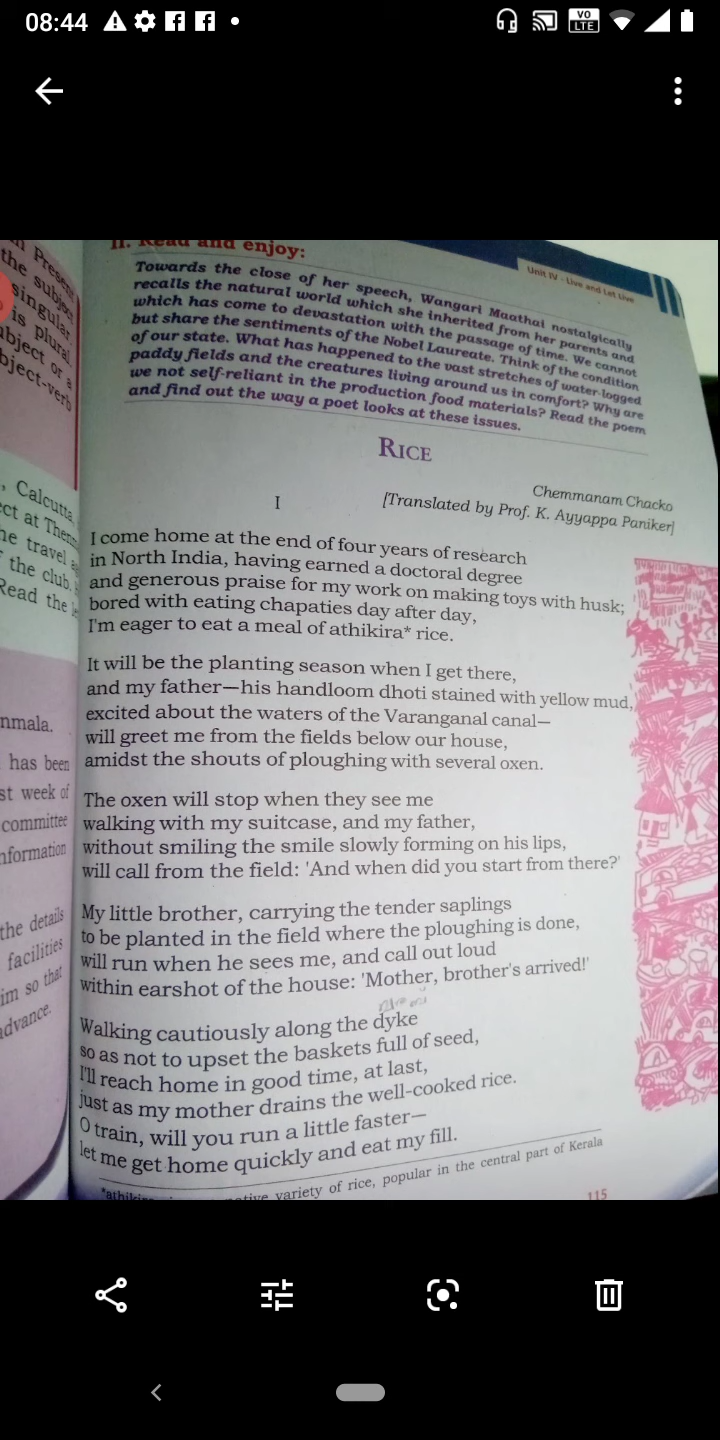 08:44
VO
LTE
II. Read and enjoy:
Unit IV - Live and Let Live
Towards the close of her speech, Wangari Maathai nostalgically
recalls the natural world which she inherited from her parents and
which has come to devastation with the passage of time. We cannot
but share the sentiments of the Nobel Laureate. Think of the condition
of our state. What has happened to the vast stretches of water-logged
paddy fields and the creatures living around us in comfort? Why are
we not self-reliant in the production food materials? Read the poem
and find out the way a poet looks at these issues.
RICE
Chemmanam Chacko
[Translated by Prof. K. Ayyappa Paniker]
I
I come home at the end of four years of research
in North India, having earned a doctoral degree
and generous praise for my work on making toys with husk;
bored with eating chapaties day after day,
I'm eager to eat a meal of athikira* rice.
It will be the planting season when I get there,
and my father—his handloom dhoti stained with yellow mud,
excited about the waters of the Varanganal canal—
will greet me from the fields below our house,
amidst the shouts of ploughing with several oxen.
The oxen will stop when they see me
walking with my suitcase, and my father,
without smiling the smile slowly forming on his lips,
will call from the field: 'And when did you start from there?'
My little brother, carrying the tender saplings
to be planted in the field where the ploughing is done,
will run when he sees me, and call out loud
within earshot of the house: 'Mother, brother's arrived!'
Walking cautiously along the dyke
so as not to upset the baskets full of seed,
I'll reach home in good time, at last,
just as my mother drains the well-cooked rice.
O train, will you run a little faster—
let me get home quickly and eat my fill.
variety of rice, popular in the central part of Kerala
115
Present
the subject
singular.
is plural
bject or a
bject-verb
, Calcutta,
ct at
he travel
the club.
Read the
nmala.
has been
st week of
committee
nformation
the details
facilities
im so that
advance.